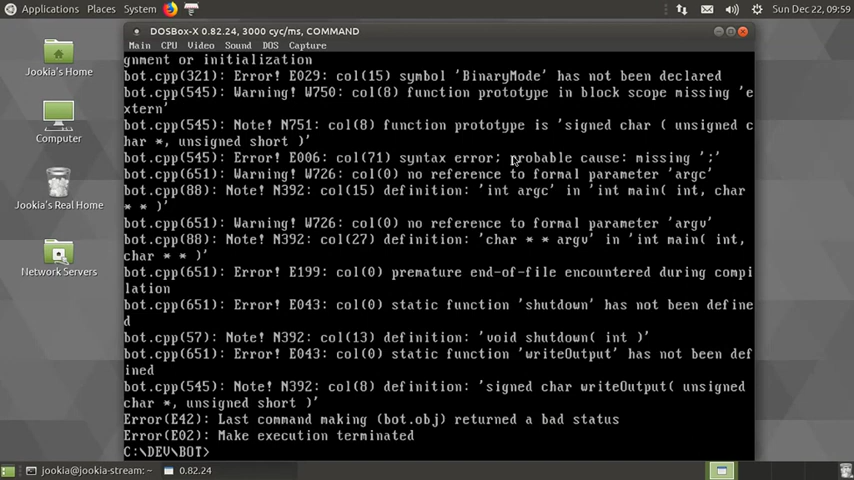 Applications Places System Sun Dec 22, 09:59
DOSBox-X 0.82.24, 3000 cyc/ms, COMMAND
Main CPU Video Sound DOS Capture
gnment or initialization
bot.cpp(321): Error! E029: col(15) symbol 'BinaryMode' has not been declared
bot.cpp(545): Warning! W750: col(8) function prototype in block scope missing 'e
xtern'
bot.cpp(545): Note! N751: col(8) function prototype is 'signed char ( unsigned c
har *, unsigned short )'
bot.cpp(545): Error! E006: col(71) syntax error; probable cause: missing ';'
bot.cpp(651): Warning! W726: col(0) no reference to formal parameter 'argc'
bot.cpp(88): Note! N392: col(15) definition: 'int argc' in 'int main( int, char
* * )'
bot.cpp(651): Warning! W726: col(0) no reference to formal parameter 'argv'
bot.cpp(88): Note! N392: col(27) definition: 'char * * argv' in 'int main( int,
char * * )'
bot.cpp(651): Error! E199: col(0) premature end-of-file encountered during compi
lation
bot.cpp(651): Error! E043: col(0) static function 'shutdown' has not been define
d
bot.cpp(57): Note! N392: col(13) definition: 'void shutdown( int )'
bot.cpp(651): Error! E043: col(0) static function 'writeOutput' has not been def
ined
bot.cpp(545): Note! N392: col(8) definition: 'signed char writeOutput( unsigned
char *, unsigned short )'
Error(E42): Last command making (bot.obj) returned a bad status
Error(E02): Make execution terminated
C:\DEV\BOT>
Jookia's Home
Computer
Jookia's Real Home
Network Servers
jookia@jookia-stream: ~ 0.82.24